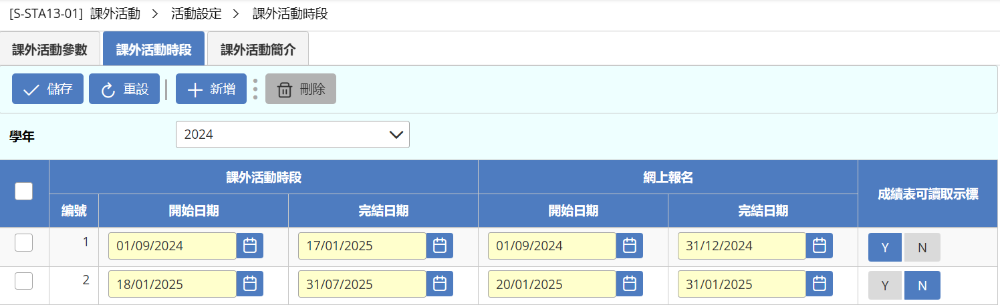 [S-STA13-01] 課外活動 > 活動設定 > 課外活動時段
課外活動參數 課外活動時段 課外活動簡介
儲存 重設 新增 刪除
學年 2024
課外活動時段 網上報名 成績表可讀取示標
編號 開始日期 完結日期 開始日期 完結日期
1 01/09/2024 17/01/2025 01/09/2024 31/12/2024 Y N
2 18/01/2025 31/07/2025 20/01/2025 31/01/2025 Y N